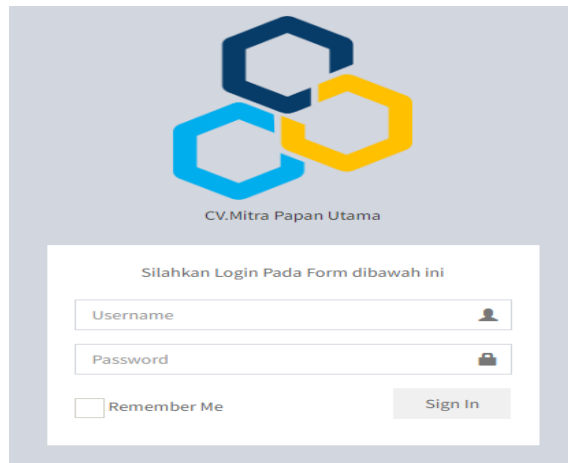 CV.Mitra Papan Utama
Silahkan Login Pada Form dibawah ini
Username
Password
Remember Me
Sign In